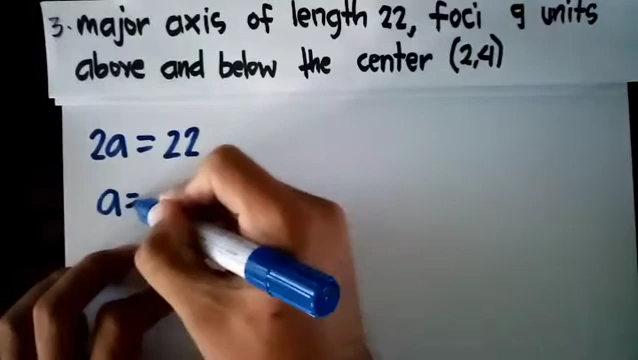 3. major axis of length 22, foci 9 units
above and below the center (2,4)
2a = 22
a =